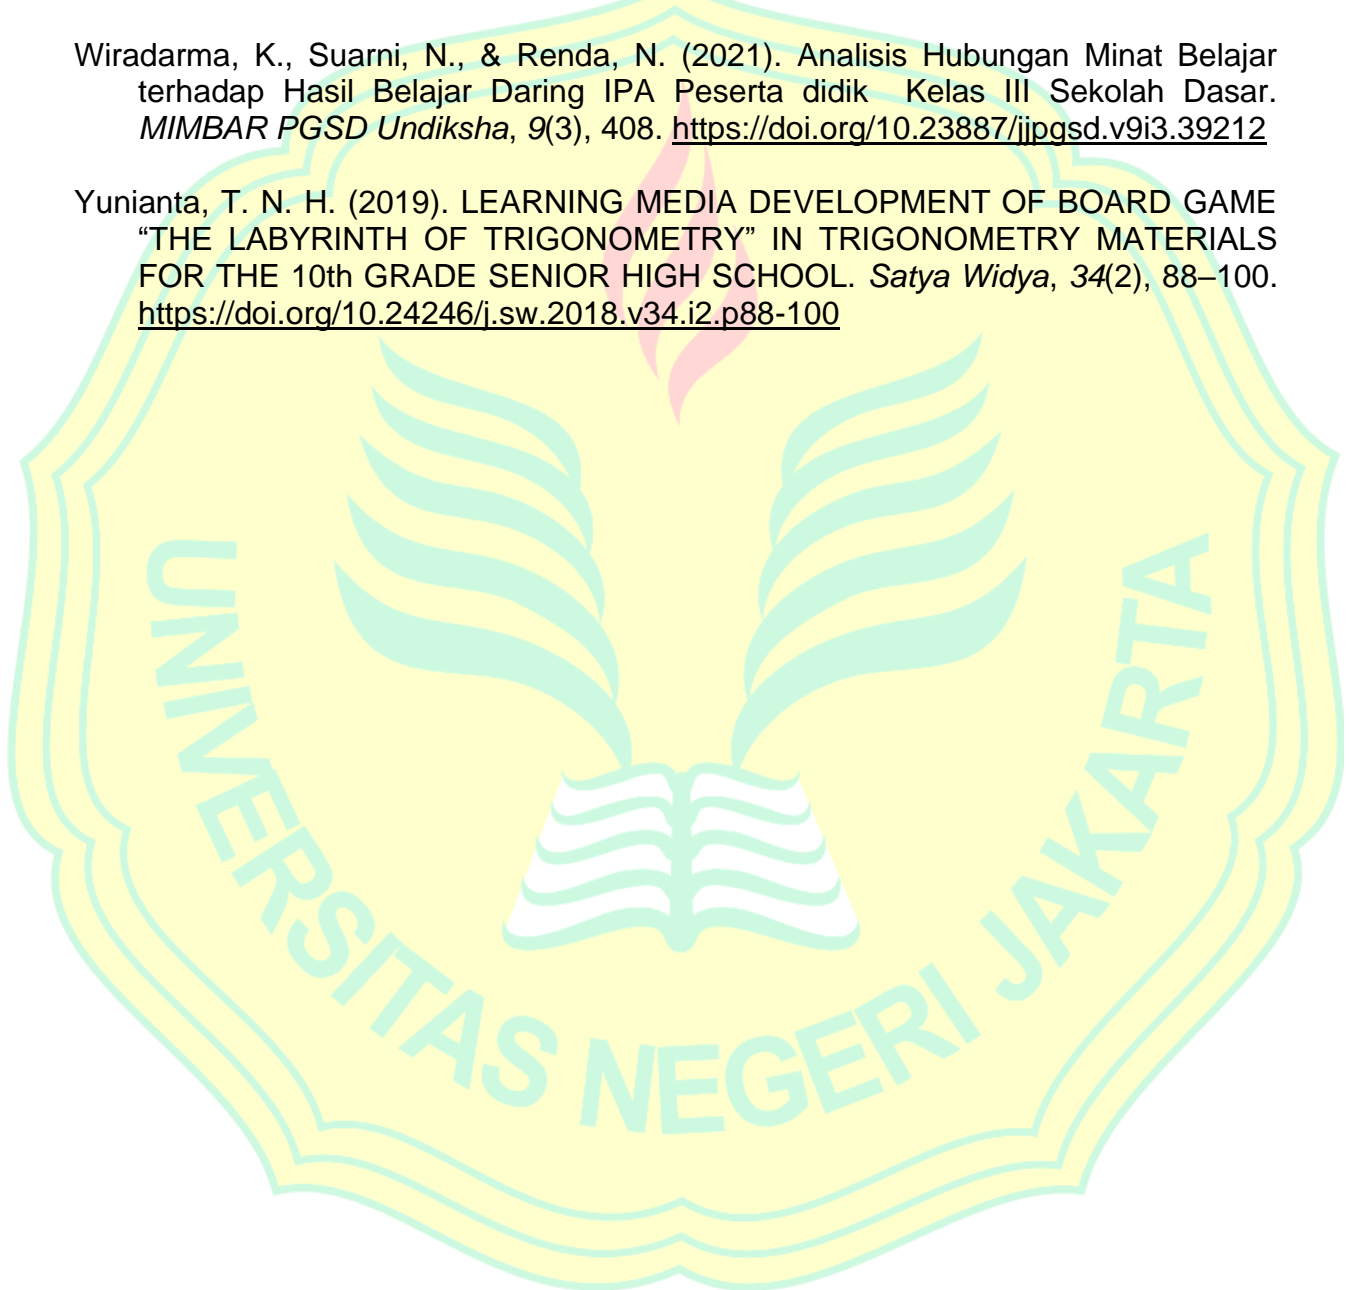 Wiradarma, K., Suarni, N., & Renda, N. (2021). Analisis Hubungan Minat Belajar
terhadap Hasil Belajar Daring IPA Peserta didik Kelas III Sekolah Dasar.
MIMBAR PGSD Undiksha, 9(3), 408. https://doi.org/10.23887/jjpgsd.v9i3.39212
Yunianta, T. N. H. (2019). LEARNING MEDIA DEVELOPMENT OF BOARD GAME
“THE LABYRINTH OF TRIGONOMETRY” IN TRIGONOMETRY MATERIALS
FOR THE 10th GRADE SENIOR HIGH SCHOOL. Satya Widya, 34(2), 88–100.
https://doi.org/10.24246/j.sw.2018.v34.i2.p88-100
UNIVERSITAS NEGERI JAKARTA